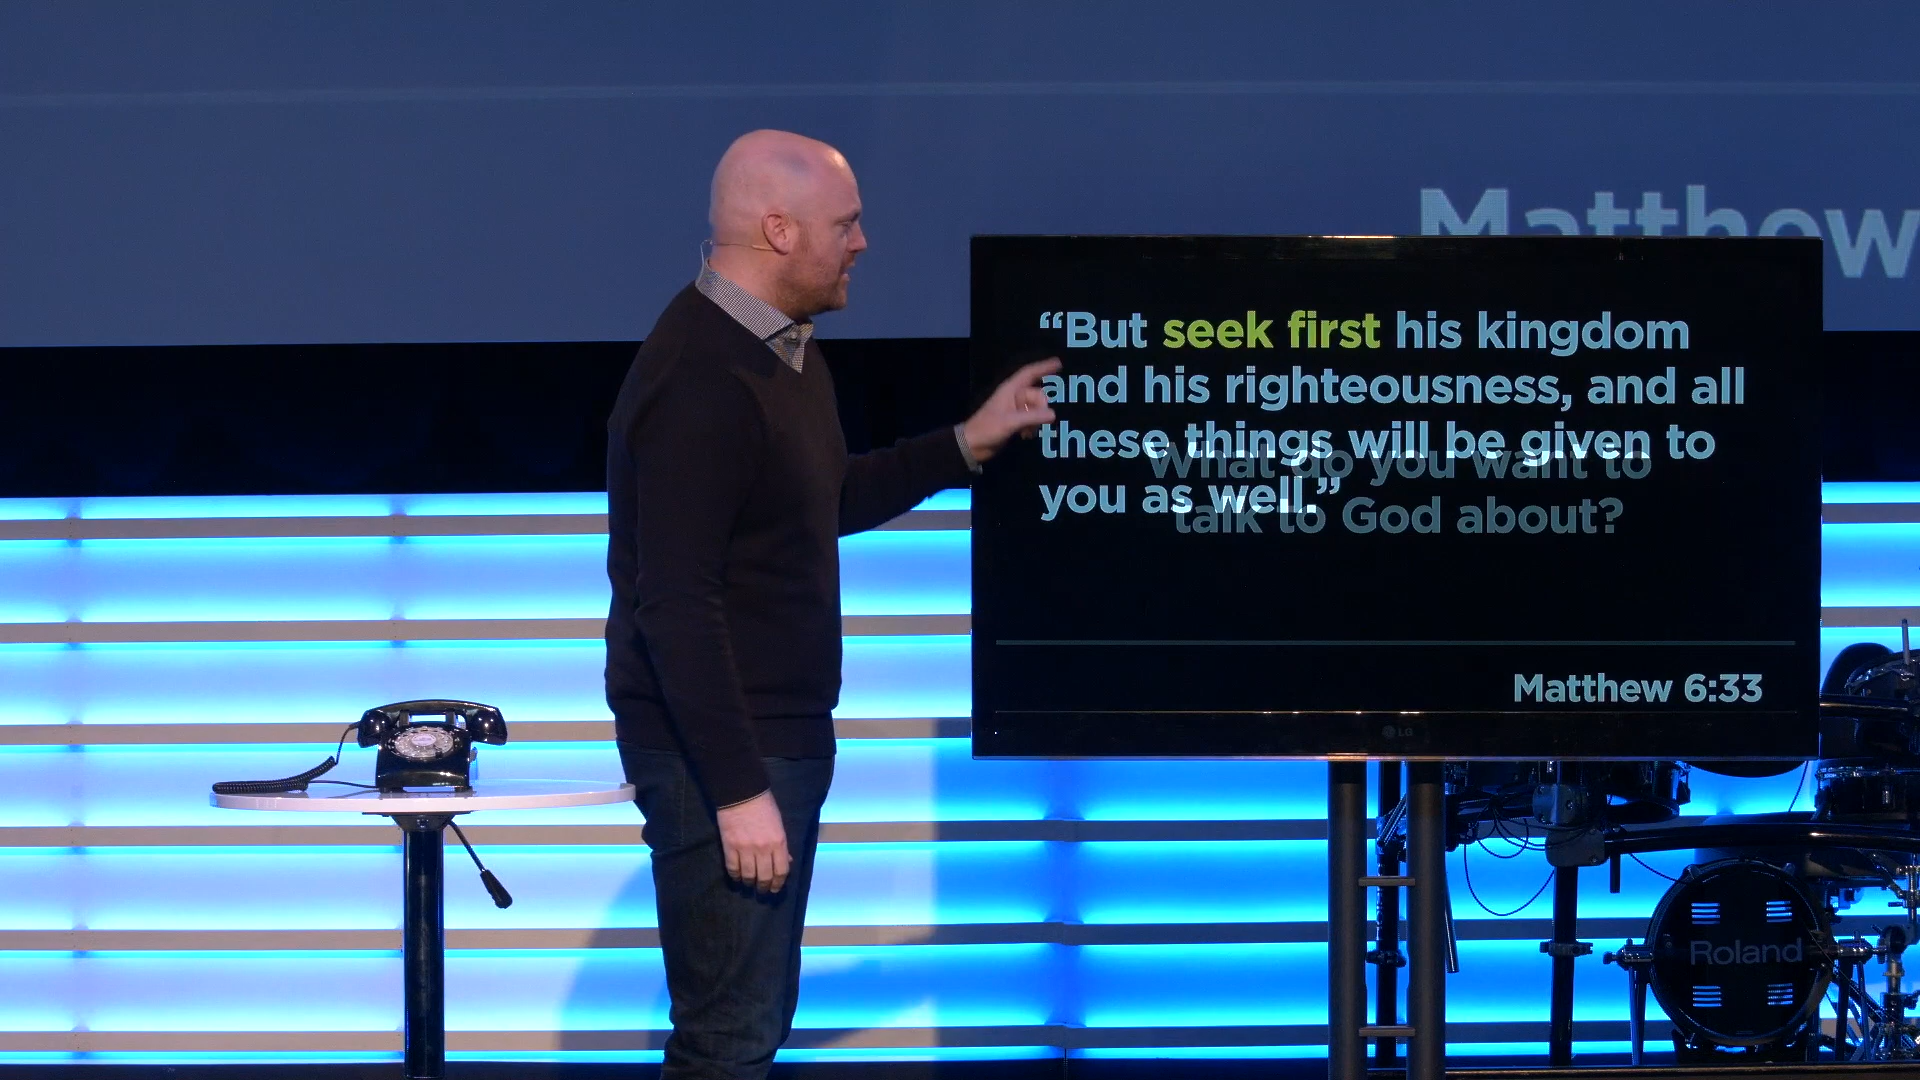 Matthew
“But seek first his kingdom
and his righteousness, and all
these things will be given to
you as well.”
What do you want to
talk to God about?
Matthew 6:33
LG
Roland